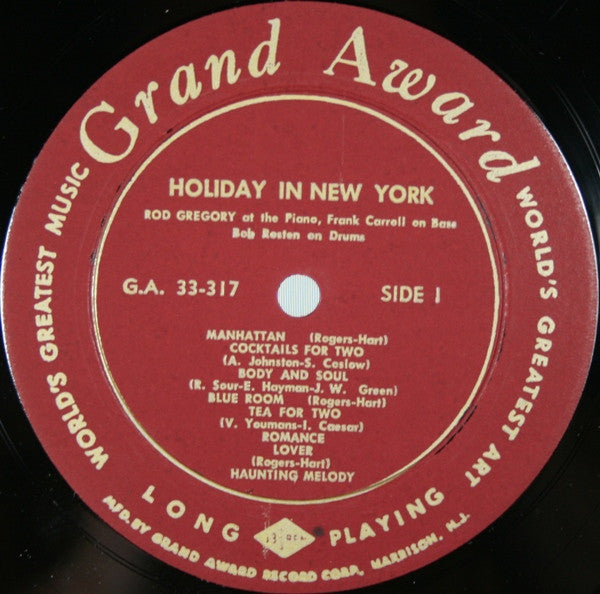 Grand Award
WORLD'S GREATEST MUSIC
WORLD'S GREATEST ART
HOLIDAY IN NEW YORK
ROD GREGORY at the Piano, Frank Carroll on Base
Bob Rosten on Drums
G.A. 33-317
SIDE 1
MANHATTAN (Rogers-Hart)
COCKTAILS FOR TWO
(A. Johnston-S. Coslow)
BODY AND SOUL
(R. Sour-E. Hayman-J. W. Green)
BLUE ROOM (Rogers-Hart)
TEA FOR TWO
(V. Youmans-I. Caesar)
ROMANCE
LOVER
(Rogers-Hart)
HAUNTING MELODY
LONG PLAYING
MFD. BY GRAND AWARD RECORD CORP., HARRISON, N.J.